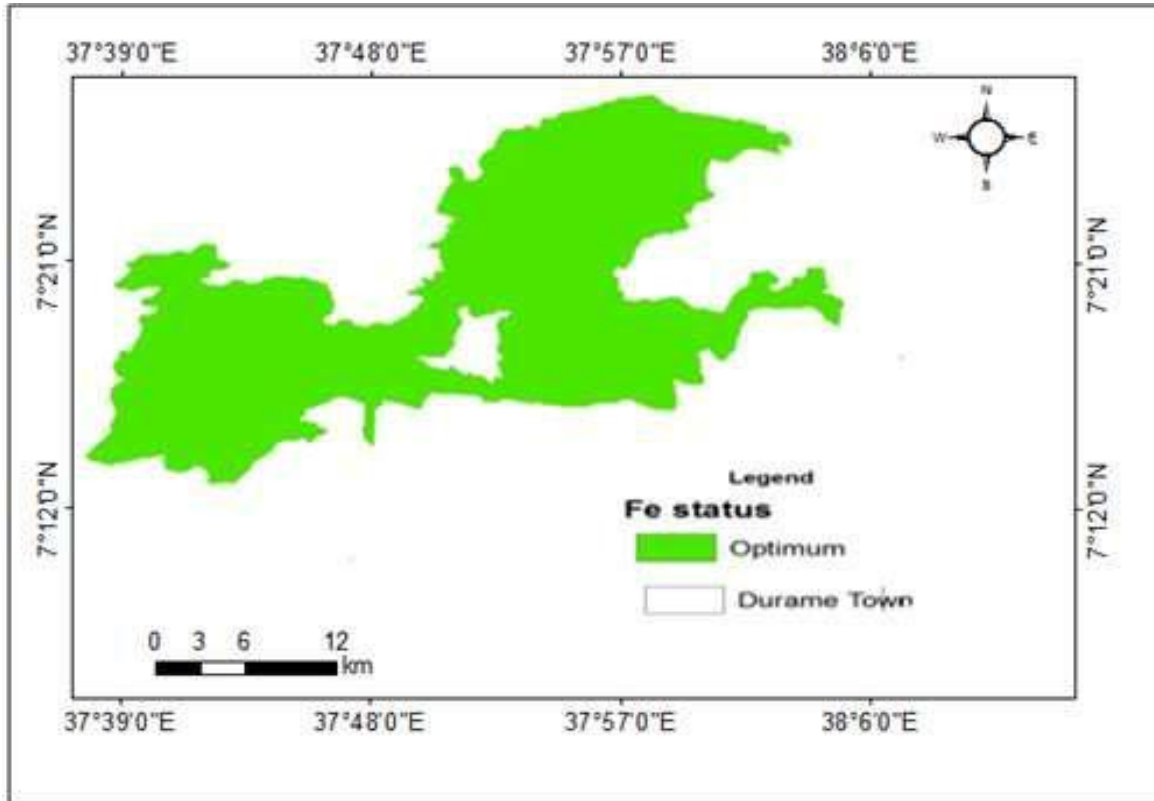 37°39'0"E 37°48'0"E 37°57'0"E 38°6'0"E
N
W E
S
7°21'0"N 7°21'0"N
Legend
Fe status
7°12'0"N 7°12'0"N
Optimum
Durame Town
0 3 6 12
km
37°39'0"E 37°48'0"E 37°57'0"E 38°6'0"E